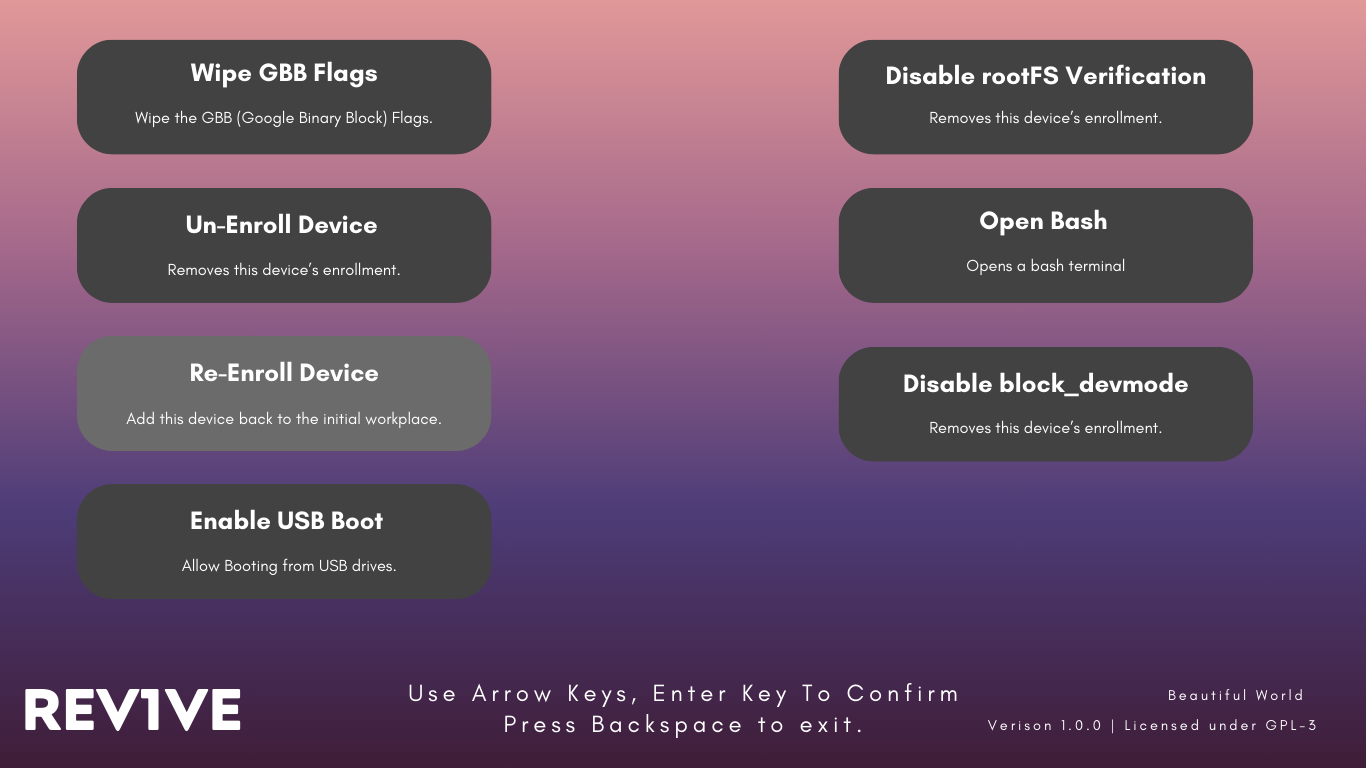 Wipe GBB Flags
Wipe the GBB (Google Binary Block) Flags.
Un-Enroll Device
Removes this device's enrollment.
Re-Enroll Device
Add this device back to the initial workplace.
Enable USB Boot
Allow Booting from USB drives.
Disable rootFS Verification
Removes this device's enrollment.
Open Bash
Opens a bash terminal
Disable block_devmode
Removes this device's enrollment.
REV1VE
Use Arrow Keys, Enter Key To Confirm
Press Backspace to exit.
Beautiful World
Verison 1.0.0 | Licensed under GPL-3